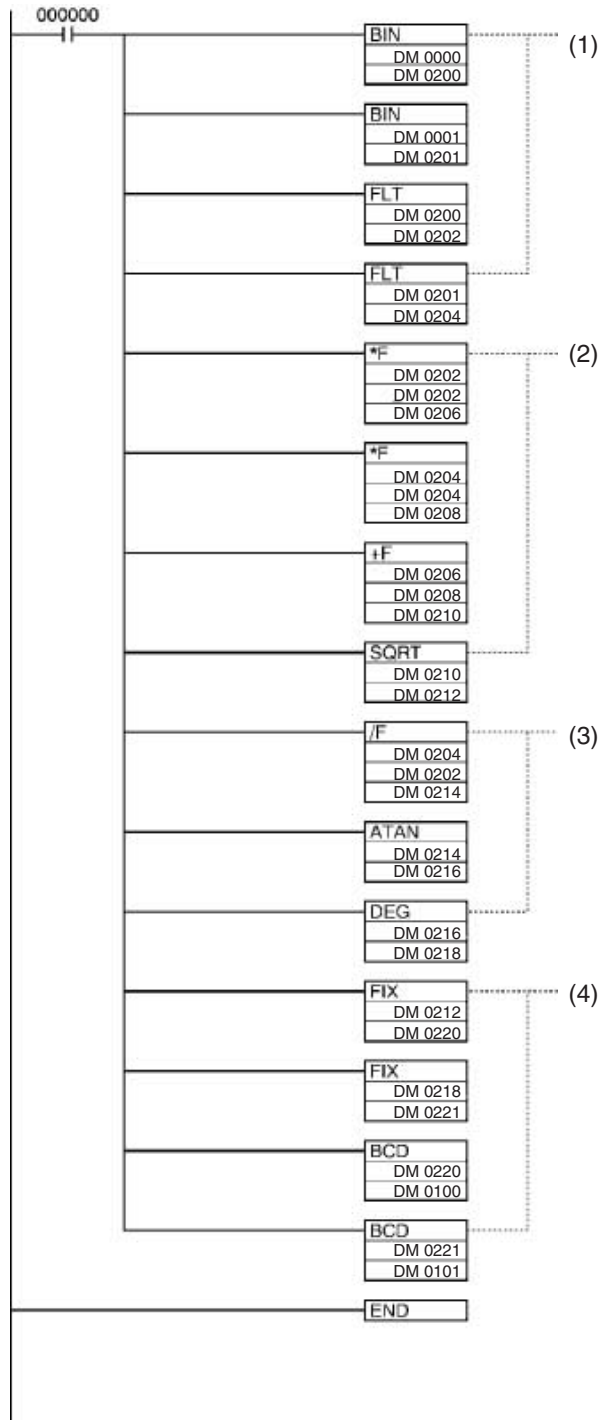 000000
BIN
(1)
DM 0000
DM 0200
BIN
DM 0001
DM 0201
FLT
DM 0200
DM 0202
FLT
DM 0201
DM 0204
*F
(2)
DM 0202
DM 0202
DM 0206
*F
DM 0204
DM 0204
DM 0208
+F
DM 0206
DM 0208
DM 0210
SQRT
DM 0210
DM 0212
/F
(3)
DM 0204
DM 0202
DM 0214
ATAN
DM 0214
DM 0216
DEG
DM 0216
DM 0218
FIX
(4)
DM 0212
DM 0220
FIX
DM 0218
DM 0221
BCD
DM 0220
DM 0100
BCD
DM 0221
DM 0101
END